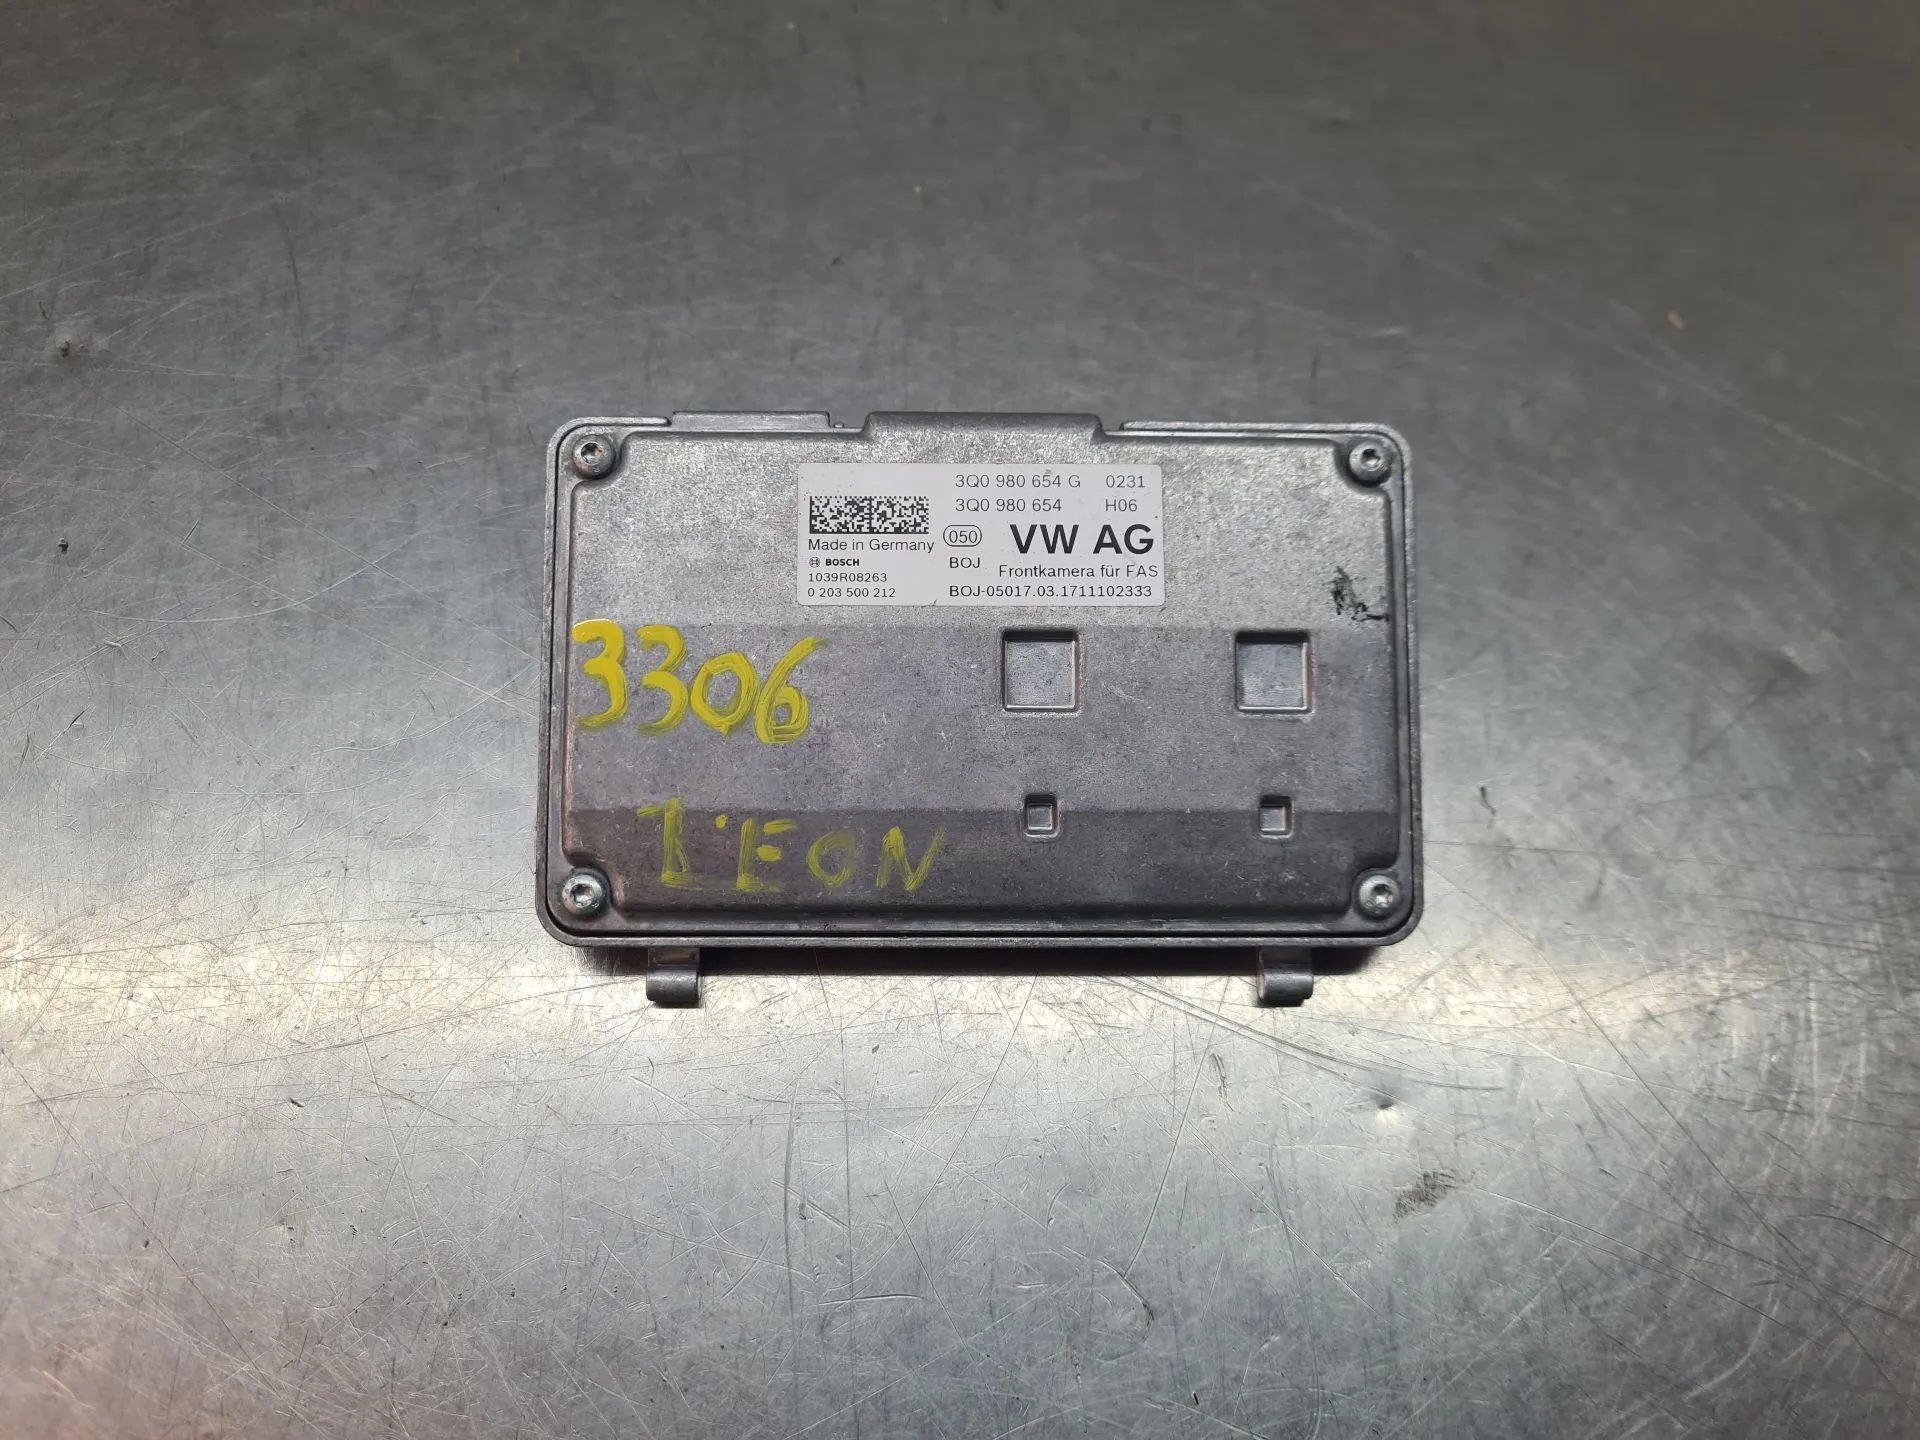 3Q0 980 654 G 0231
3Q0 980 654 H06
050 VW AG
Made in Germany
BOSCH
BOJ Frontkamera für FAS
1039R08263
0 203 500 212 BOJ-05017.03.1711102333
3306
LEON